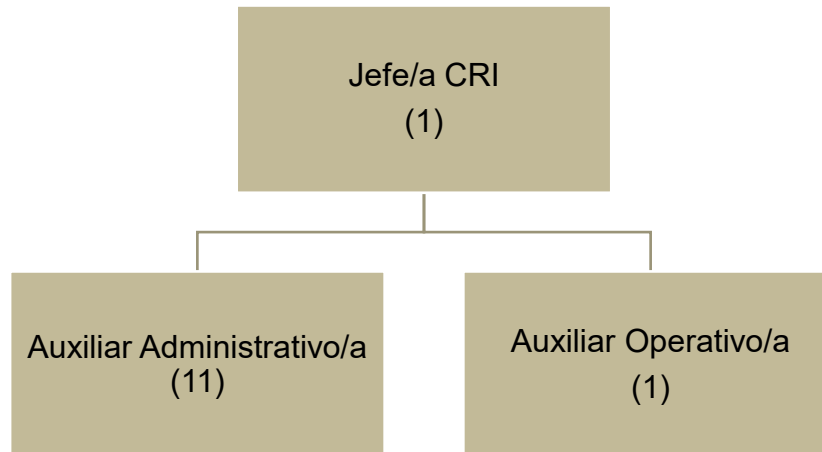 Jefe/a CRI
(1)
Auxiliar Administrativo/a
(11)
Auxiliar Operativo/a
(1)